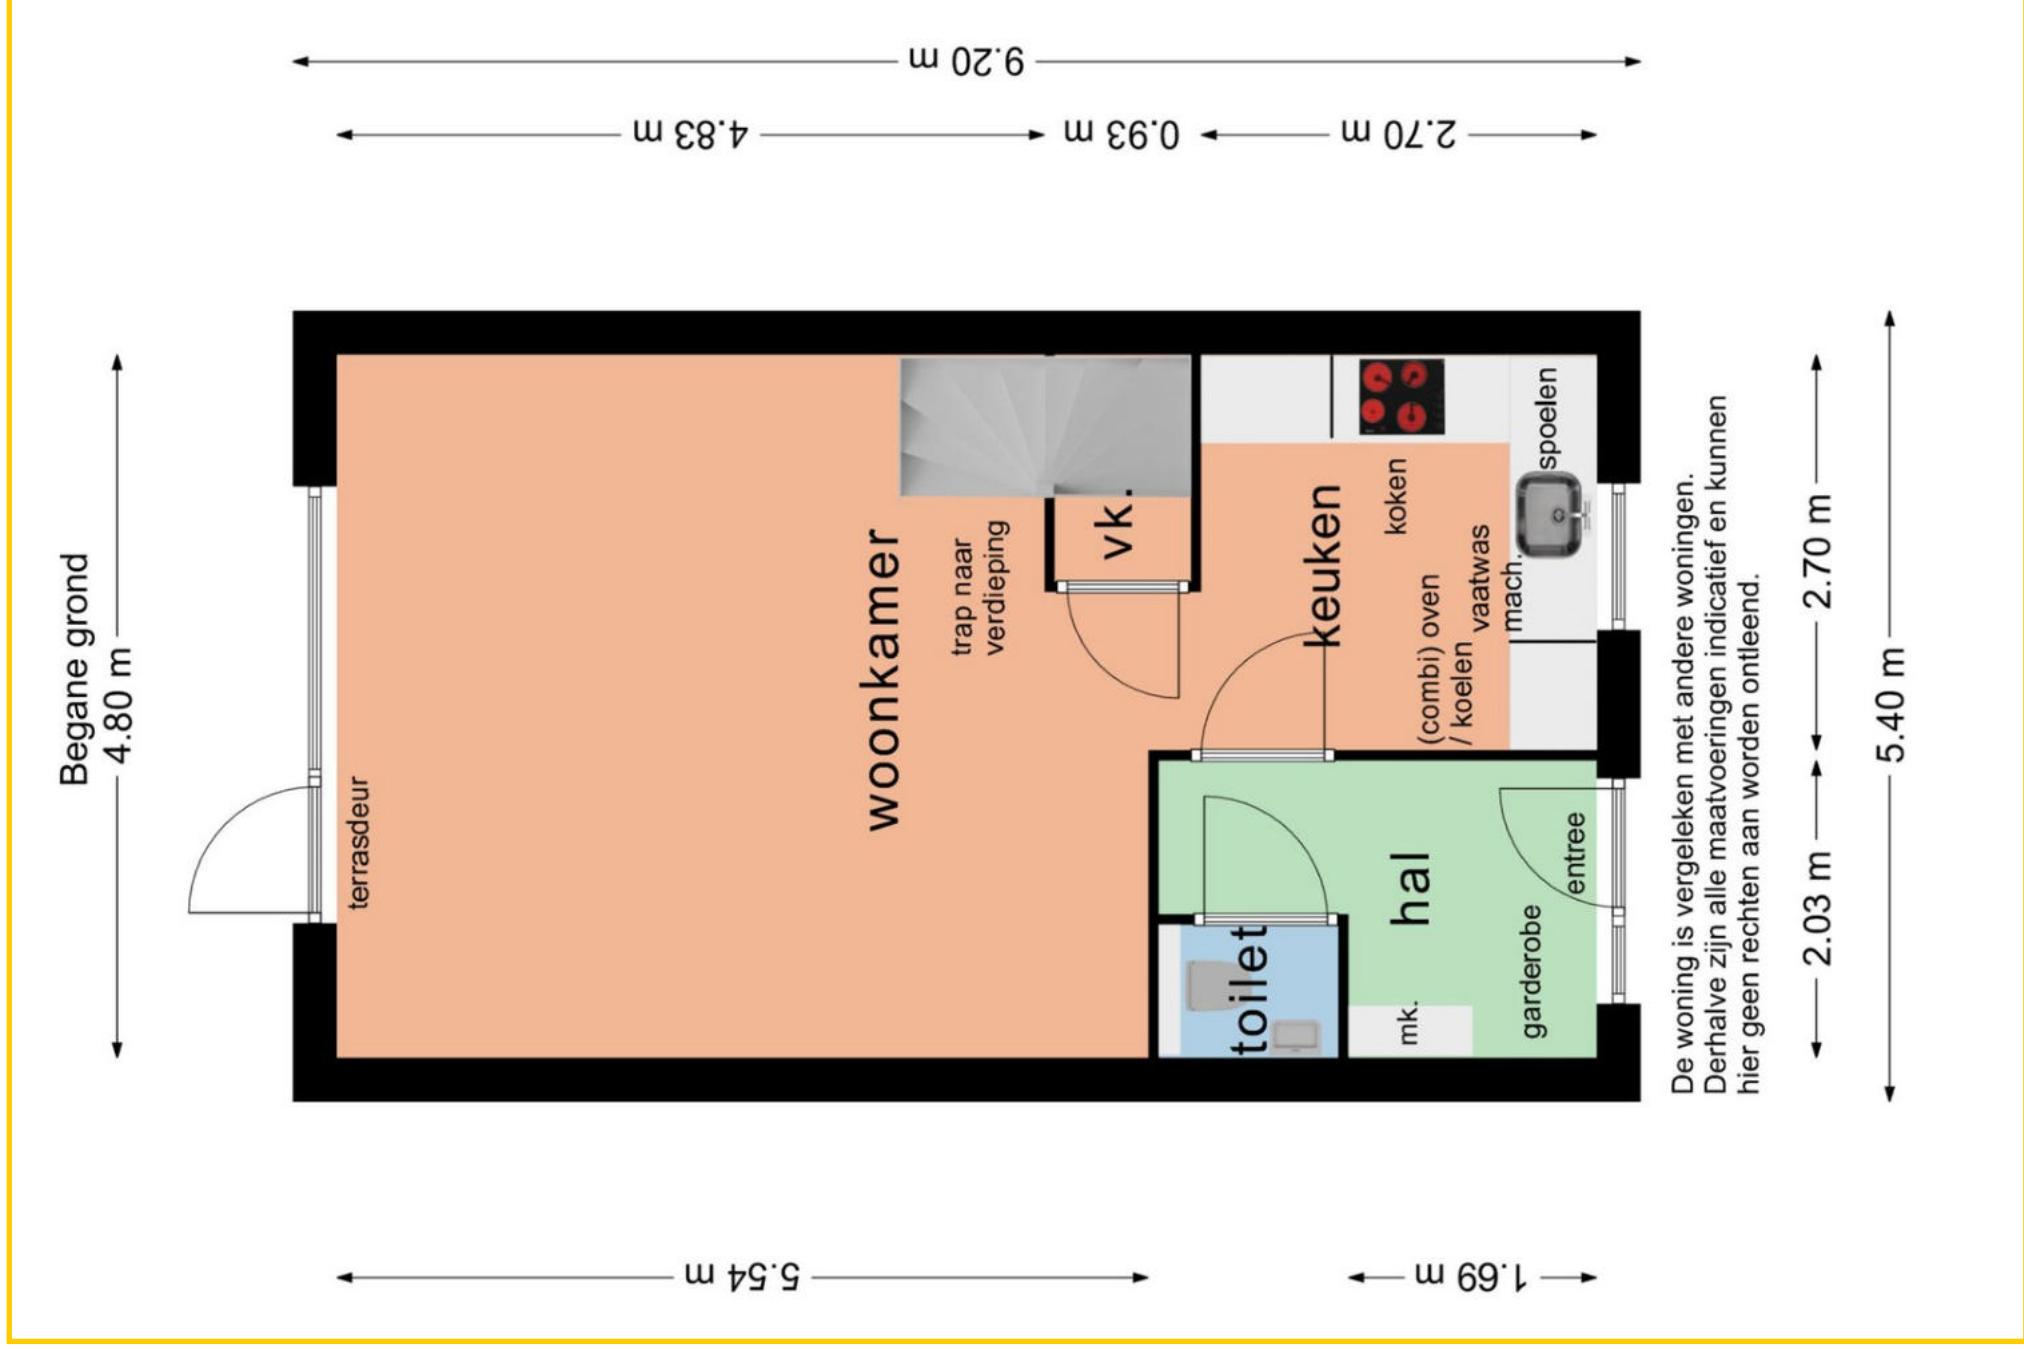 9.20 m
4.83 m
0.93 m
2.70 m
Begane grond
4.80 m
terrasdeur
woonkamer
trap naar
verdieping
vk.
keuken
koken
spoelen
(combi) oven
/ koelen
vaatwas
mach.
hal
entree
toilet
mk.
garderobe
De woning is vergeleken met andere woningen.
Derhalve zijn alle maatvoeringen indicatief en kunnen
hier geen rechten aan worden ontleend.
2.70 m
2.03 m
5.40 m
5.54 m
1.69 m